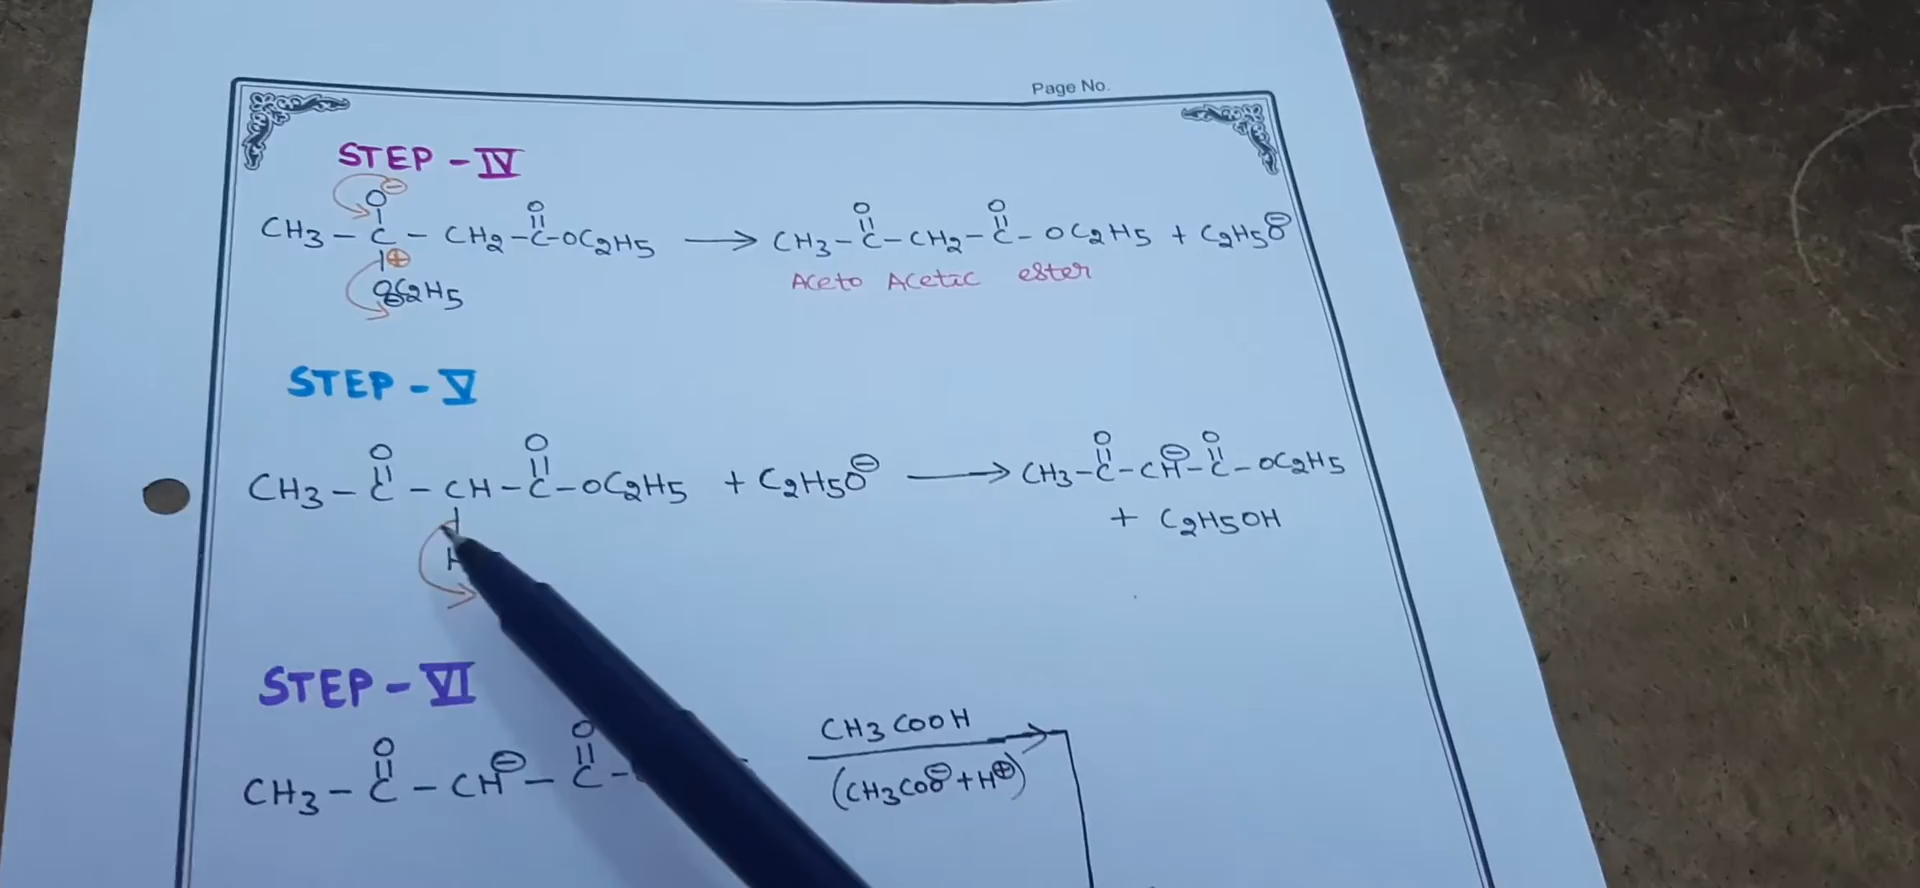 Page No.
STEP - IV
O⊖ O O O
CH3 - C - CH2 - C - OC2H5 ⟶ CH3 - C - CH2 - C - OC2H5 + C2H5O⊖
⊕
OC2H5
Aceto Acetic ester
STEP - V
O O O O
CH3 - C - CH - C - OC2H5 + C2H5O⊖ ⟶ CH3 - C - CH⊖ - C - OC2H5
H
+ C2H5OH
STEP - VI
O O
CH3 - C - CH⊖ - C -
CH3COOH
(CH3COO⊖ + H⊕)